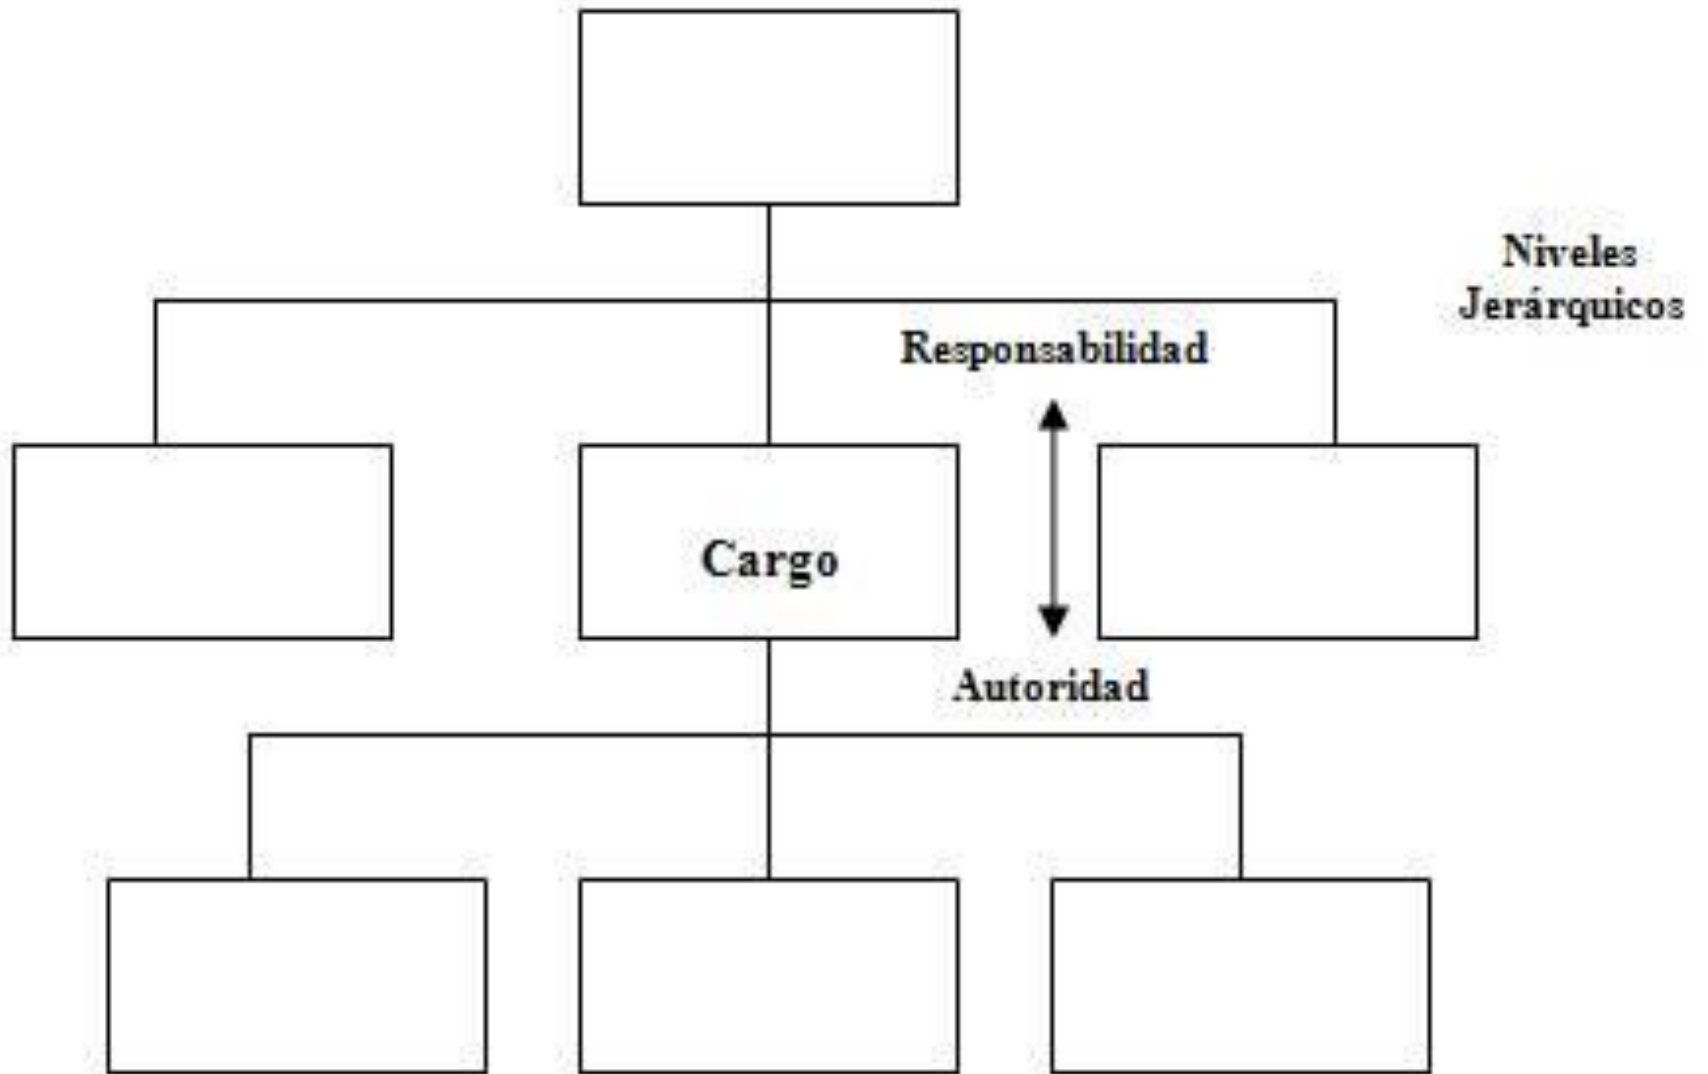 Niveles
Jerárquicos
Responsabilidad
Cargo
Autoridad